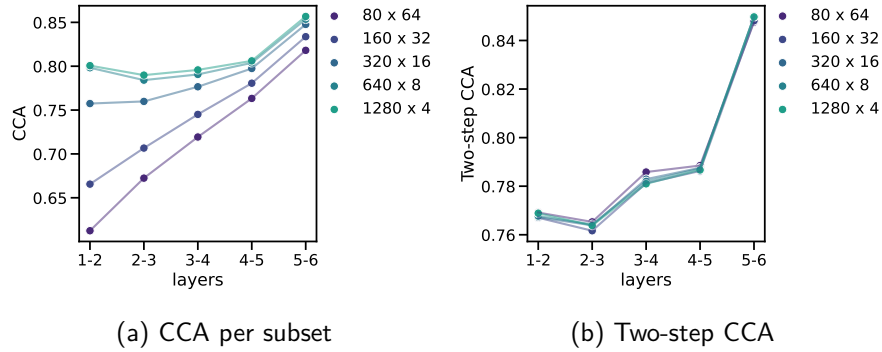 CCA
0.85
0.80
0.75
0.70
0.65
1-2 2-3 3-4 4-5 5-6
layers
80 x 64
160 x 32
320 x 16
640 x 8
1280 x 4
(a) CCA per subset
Two-step CCA
0.84
0.82
0.80
0.78
0.76
1-2 2-3 3-4 4-5 5-6
layers
80 x 64
160 x 32
320 x 16
640 x 8
1280 x 4
(b) Two-step CCA